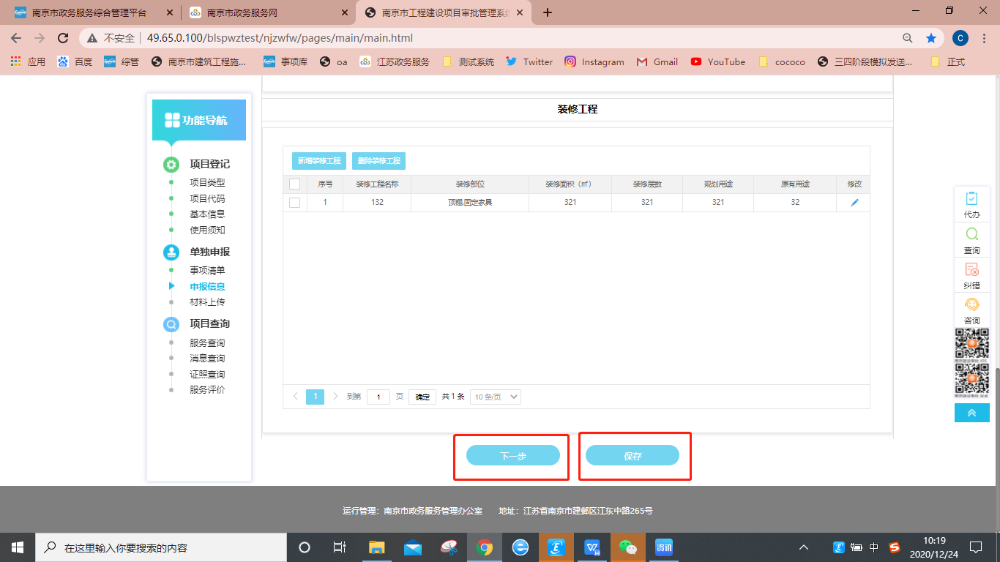 南京市政务服务综合管理平台
南京市政务服务网
南京市工程建设项目审批管理系统
不安全
49.65.0.100/blspwztest/njzwfw/pages/main/main.html
C
应用 百度 综管 南京市建筑工程施... 事项库 oa 江苏政务服务 测试系统 Twitter Instagram Gmail YouTube cococo 三四阶段模拟发送... 正式
功能导航
项目登记
项目类型
项目代码
基本信息
使用须知
单独申报
事项清单
申报信息
材料上传
项目查询
服务查询
消息查询
证照查询
服务评价
装修工程
新增装修工程 删除装修工程
序号 装修工程名称 装修部位 装修面积（㎡） 装修层数 规划用途 原有用途 修改
1 132 顶棚,固定家具 321 321 321 32
1 到第 1 页 确定 共 1 条 10 条/页
下一步 保存
代办
查询
纠错
咨询
运行管理：南京市政务服务管理办公室 地址：江苏省南京市建邺区江东中路265号
在这里输入你要搜索的内容
资讯
中
10:19
2020/12/24